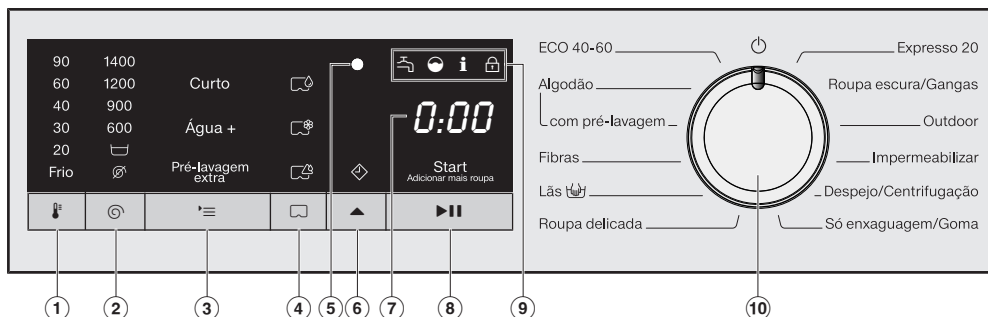 90 1400
60 1200 Curto
40 900
30 600 Água +
20
Frio Pré-lavagem
extra
0:00
Start
Adicionar mais roupa
ECO 40-60
Algodão
com pré-lavagem
Fibras
Lãs
Roupa delicada
Expresso 20
Roupa escura/Gangas
Outdoor
Impermeabilizar
Despejo/Centrifugação
Só enxaguagem/Goma
1 2 3 4 5 6 7 8 9 10